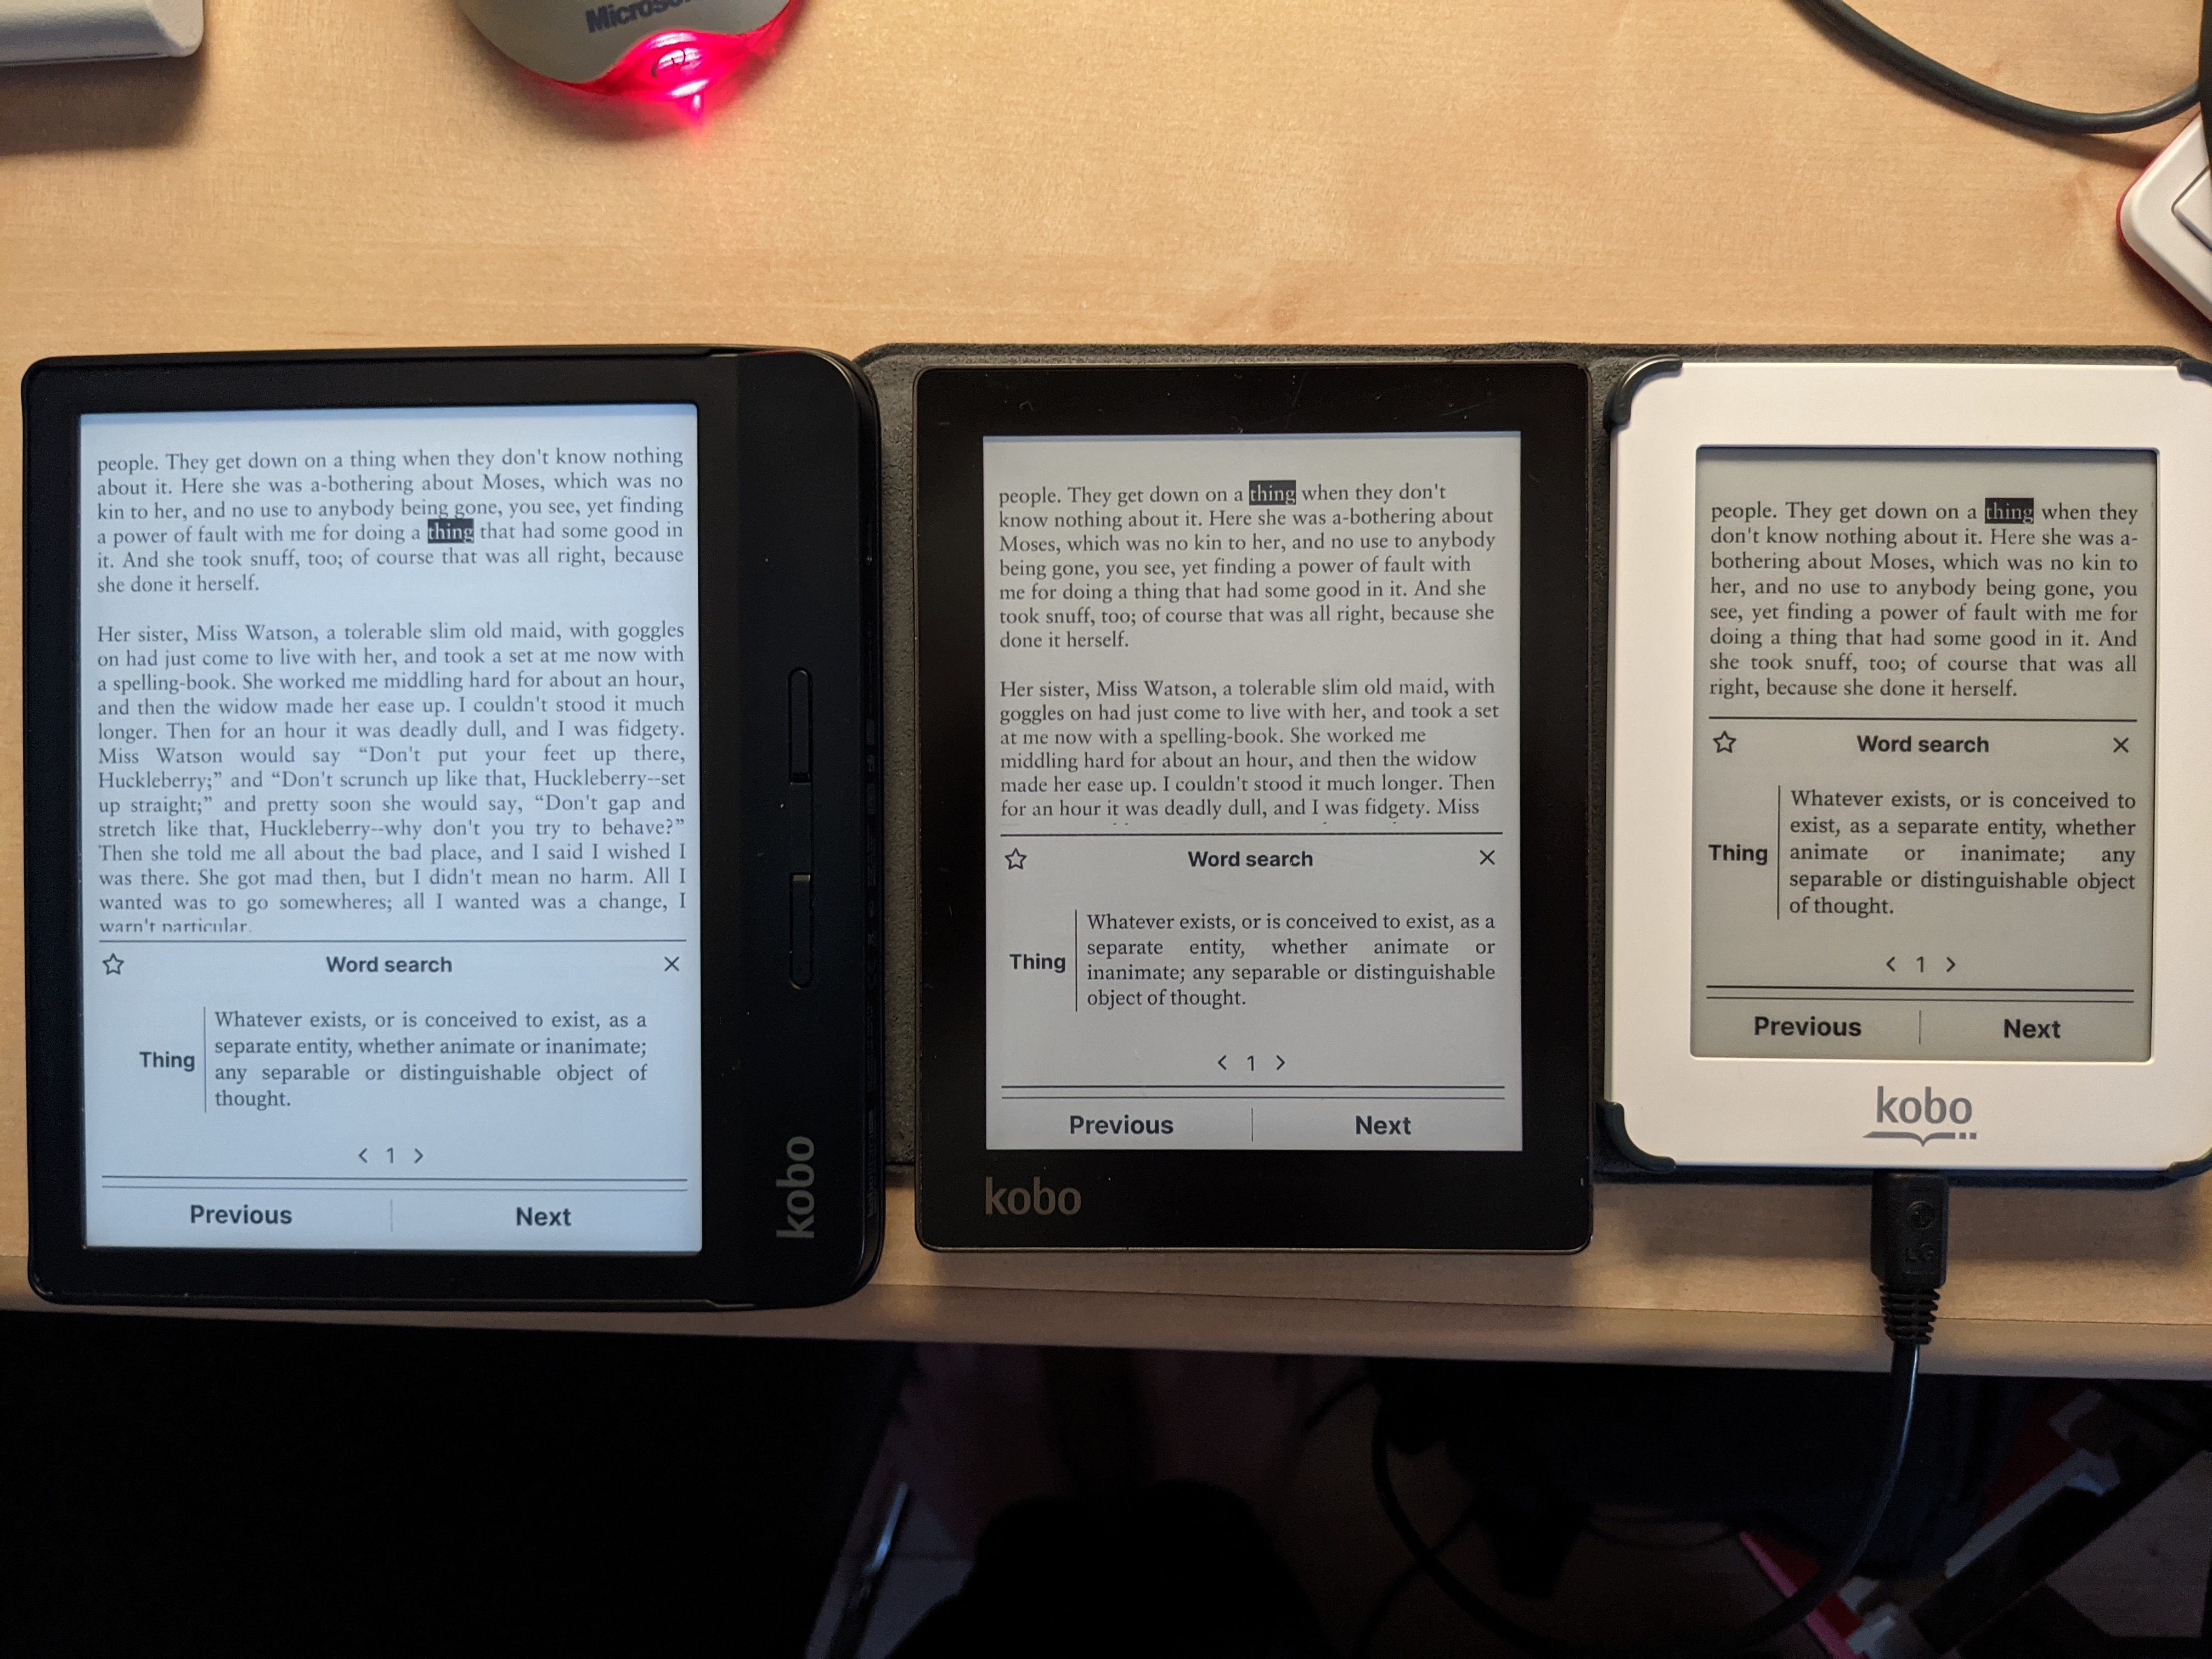 Microsoft
people. They get down on a thing when they don't know nothing
about it. Here she was a-bothering about Moses, which was no
kin to her, and no use to anybody being gone, you see, yet finding
a power of fault with me for doing a thing that had some good in
it. And she took snuff, too; of course that was all right, because
she done it herself.
Her sister, Miss Watson, a tolerable slim old maid, with goggles
on had just come to live with her, and took a set at me now with
a spelling-book. She worked me middling hard for about an hour,
and then the widow made her ease up. I couldn't stood it much
longer. Then for an hour it was deadly dull, and I was fidgety.
Miss Watson would say “Don't put your feet up there,
Huckleberry;” and “Don't scrunch up like that, Huckleberry--set
up straight;” and pretty soon she would say, “Don't gap and
stretch like that, Huckleberry--why don't you try to behave?”
Then she told me all about the bad place, and I said I wished I
was there. She got mad then, but I didn't mean no harm. All I
wanted was to go somewheres; all I wanted was a change, I
warn't particular.
Word search
Thing
Whatever exists, or is conceived to exist, as a
separate entity, whether animate or inanimate;
any separable or distinguishable object of
thought.
< 1 >
Previous Next
kobo
people. They get down on a thing when they don't
know nothing about it. Here she was a-bothering about
Moses, which was no kin to her, and no use to anybody
being gone, you see, yet finding a power of fault with
me for doing a thing that had some good in it. And she
took snuff, too; of course that was all right, because she
done it herself.
Her sister, Miss Watson, a tolerable slim old maid, with
goggles on had just come to live with her, and took a set
at me now with a spelling-book. She worked me
middling hard for about an hour, and then the widow
made her ease up. I couldn't stood it much longer. Then
for an hour it was deadly dull, and I was fidgety. Miss
Word search
Thing
Whatever exists, or is conceived to exist, as a
separate entity, whether animate or
inanimate; any separable or distinguishable
object of thought.
< 1 >
Previous Next
kobo
people. They get down on a thing when they
don't know nothing about it. Here she was a-
bothering about Moses, which was no kin to
her, and no use to anybody being gone, you
see, yet finding a power of fault with me for
doing a thing that had some good in it. And
she took snuff, too; of course that was all
right, because she done it herself.
Word search
Thing
Whatever exists, or is conceived to
exist, as a separate entity, whether
animate or inanimate; any
separable or distinguishable object
of thought.
< 1 >
Previous Next
kobo
LG